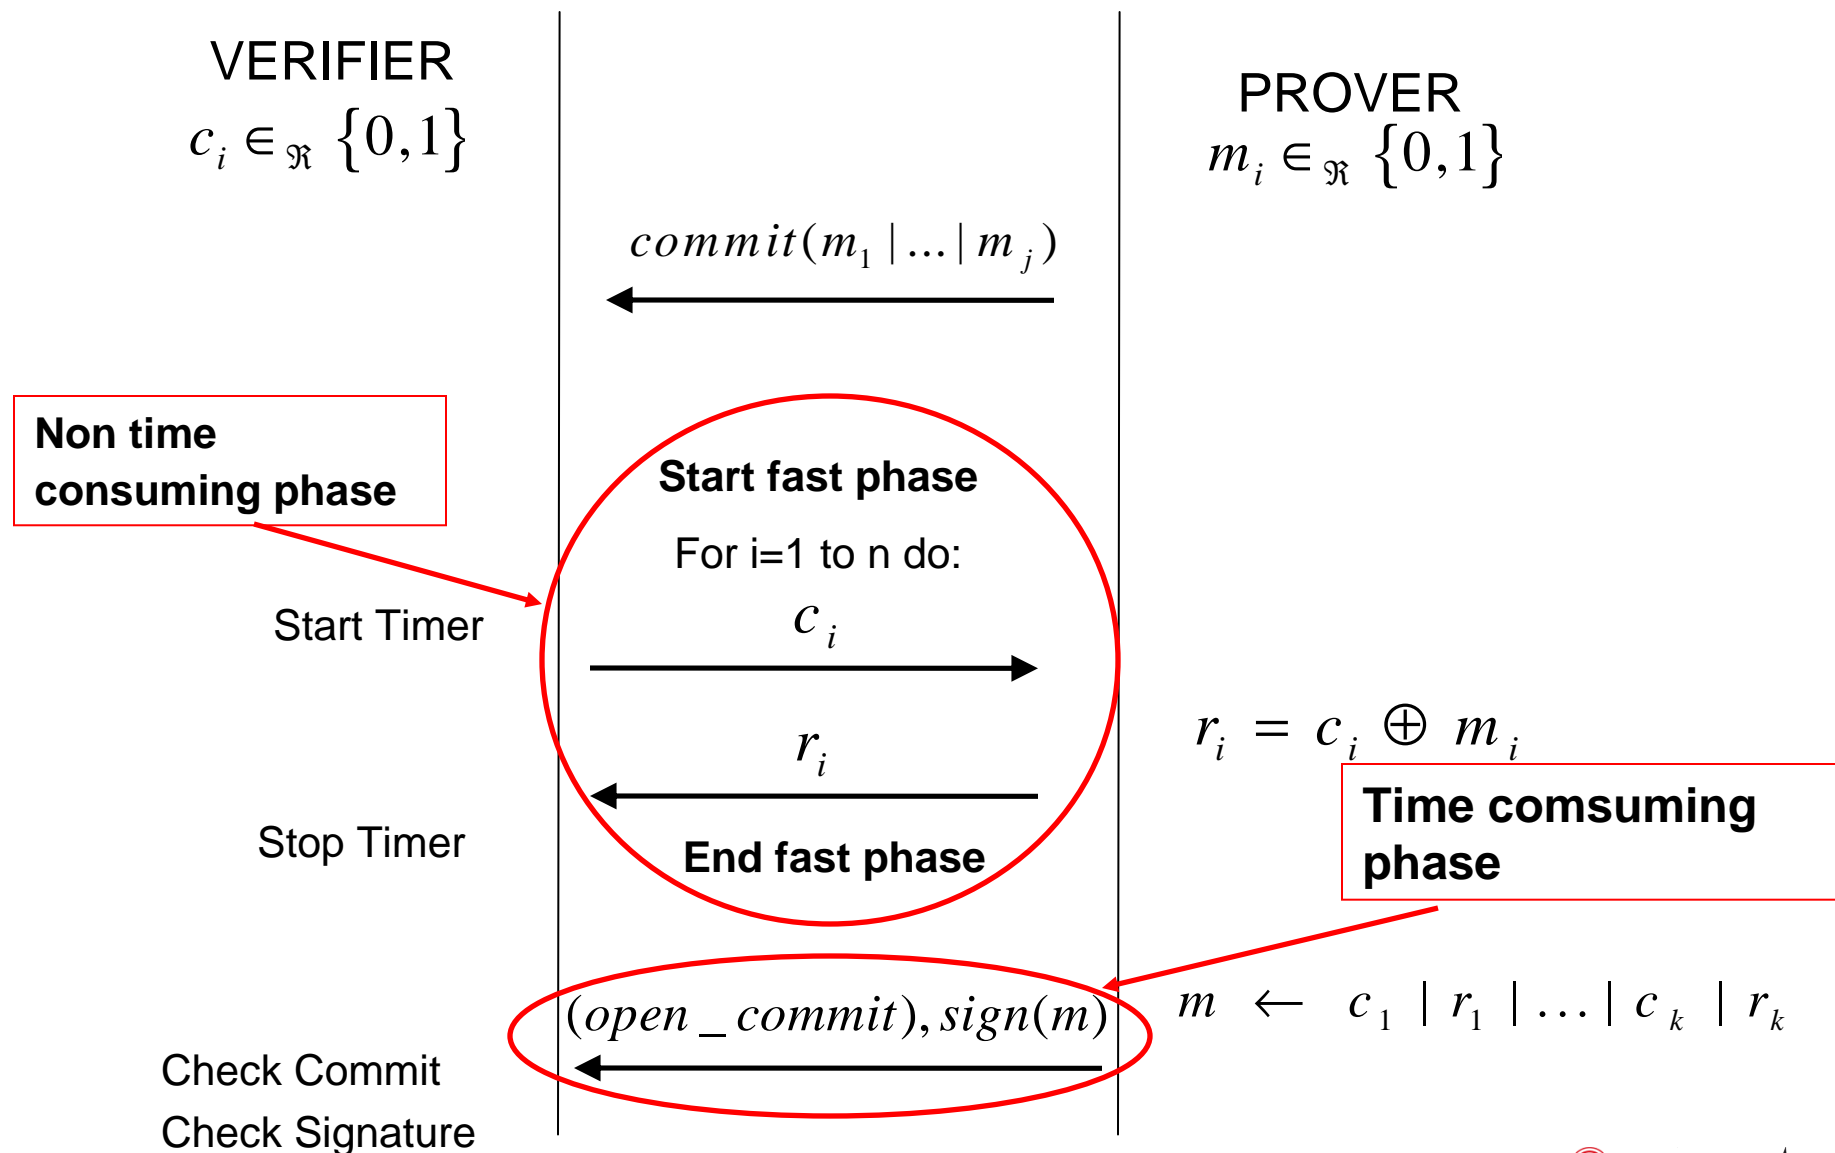 VERIFIER
c_i ∈_ℜ {0,1}
PROVER
m_i ∈_ℜ {0,1}
commit(m_1 | ... | m_j)
Non time
consuming phase
Start fast phase
For i=1 to n do:
Start Timer
c_i
r_i = c_i ⊕ m_i
r_i
Stop Timer
End fast phase
Time comsuming
phase
(open_commit), sign(m)
m ← c_1 | r_1 | ... | c_k | r_k
Check Commit
Check Signature